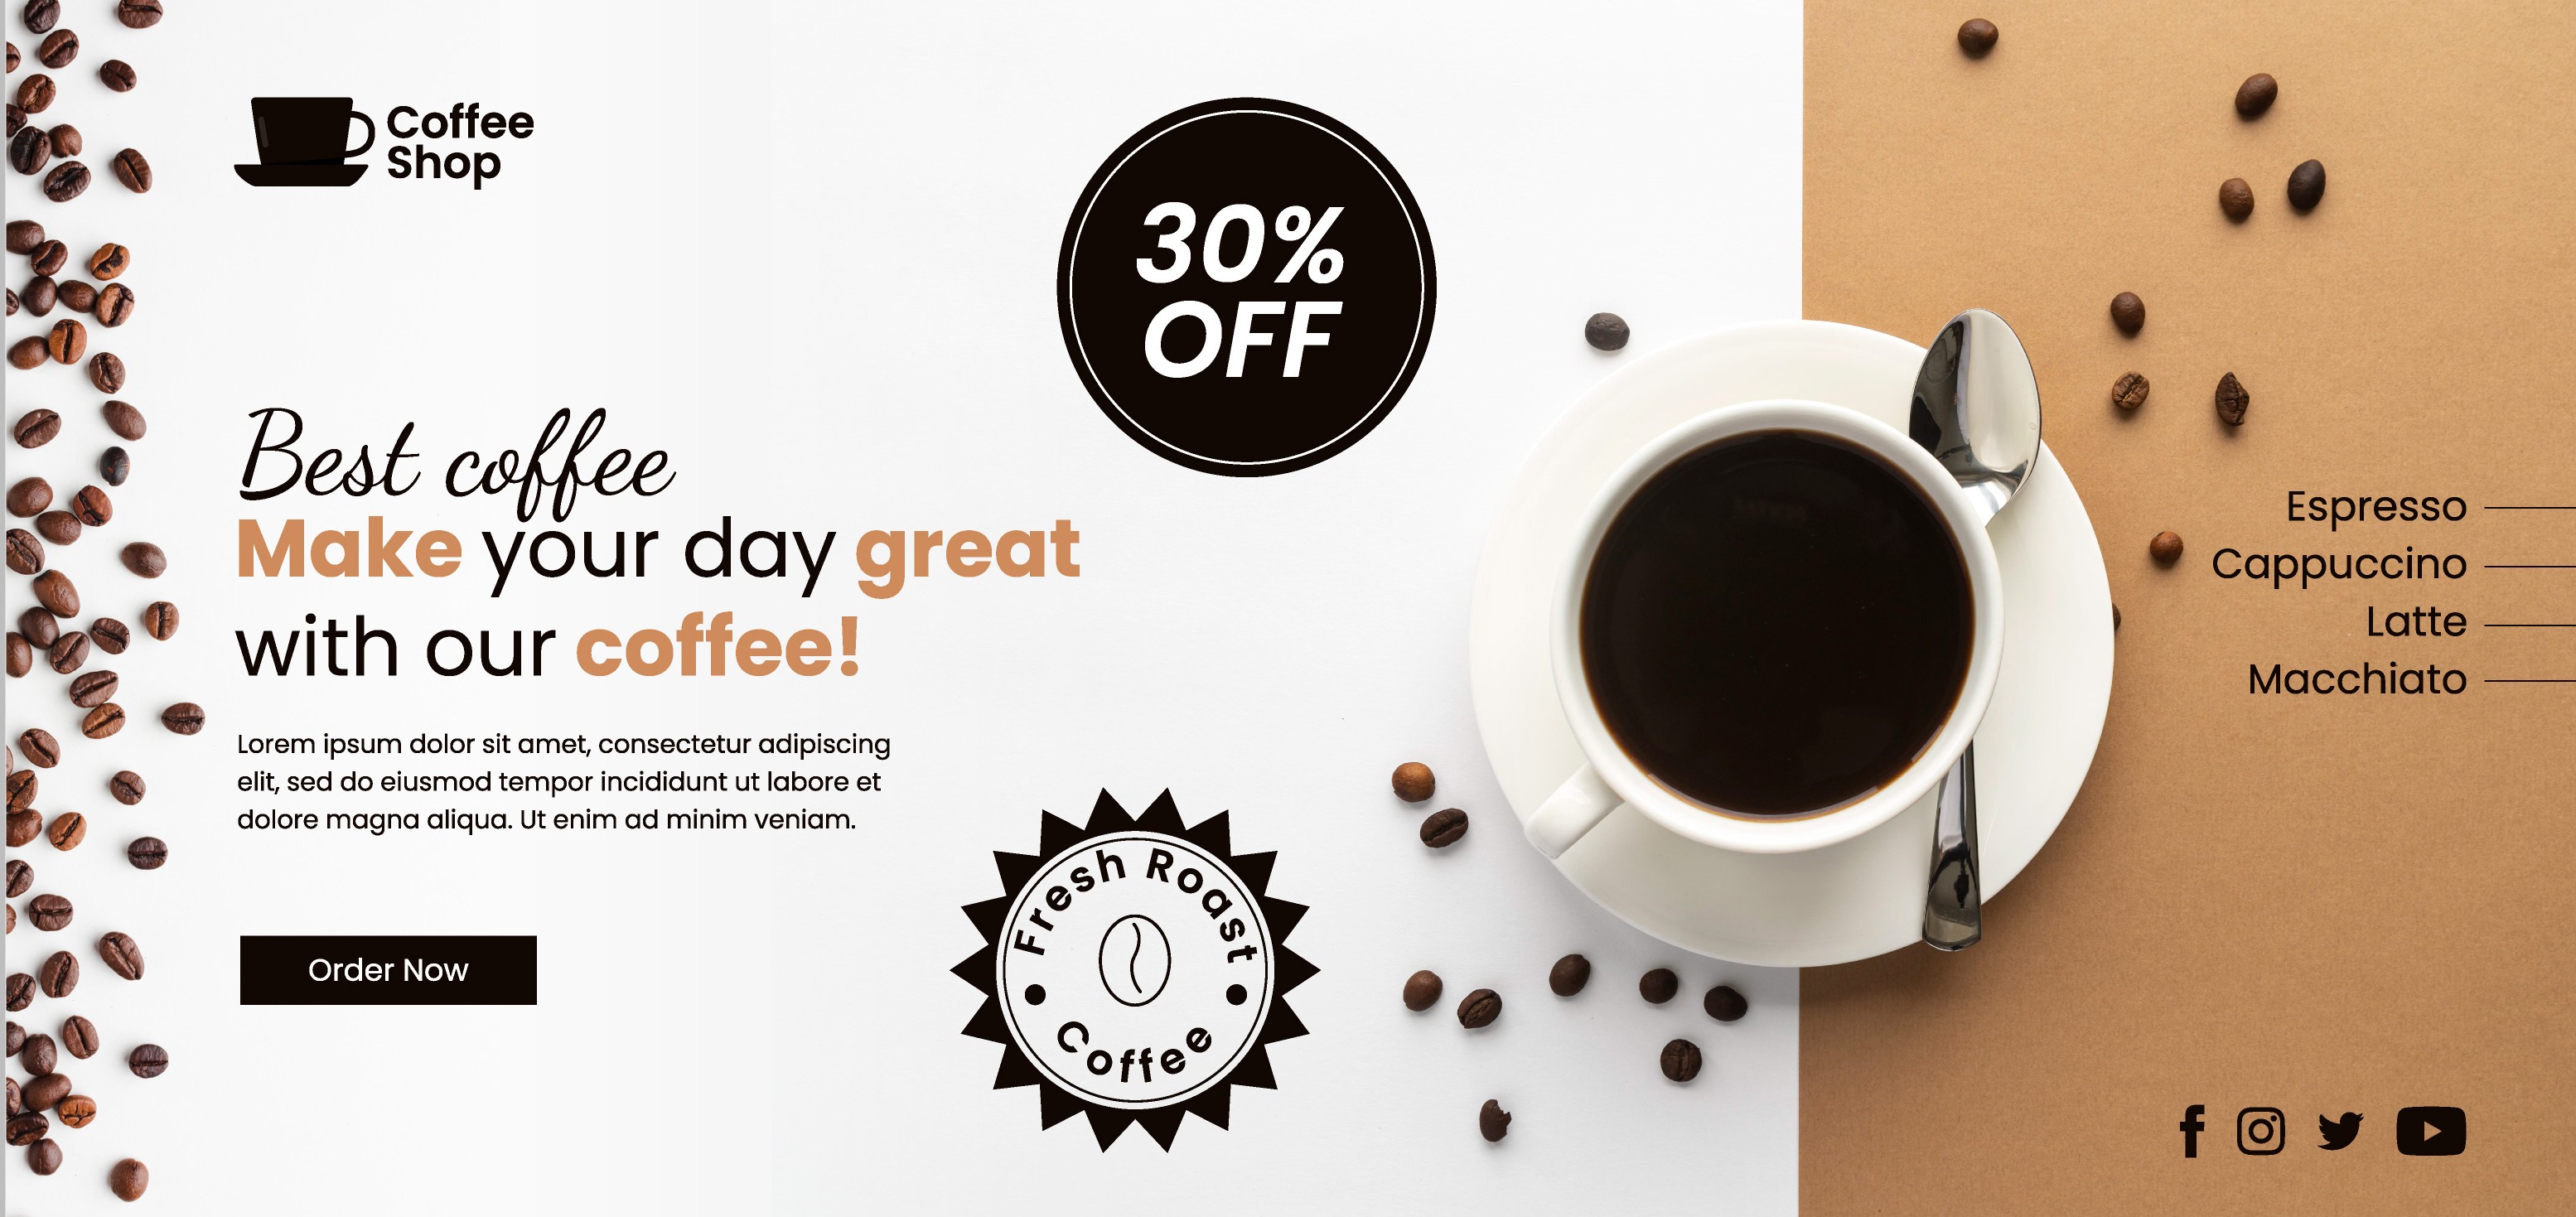 Coffee
Shop
30%
OFF
Best coffee
Make your day great
with our coffee!
Lorem ipsum dolor sit amet, consectetur adipiscing
elit, sed do eiusmod tempor incididunt ut labore et
dolore magna aliqua. Ut enim ad minim veniam.
Order Now
Fresh Roast
Coffee
Espresso
Cappuccino
Latte
Macchiato